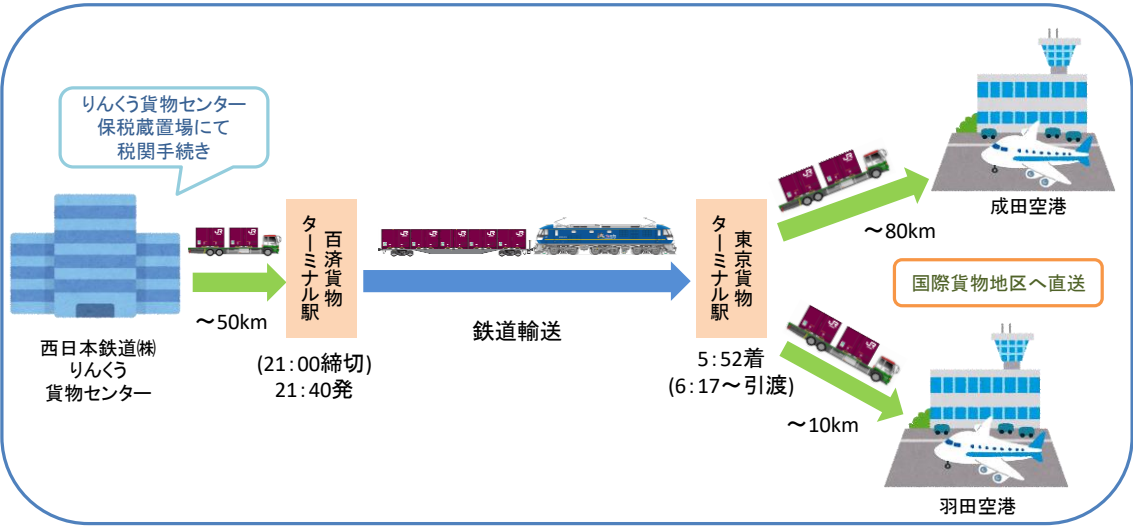 りんくう貨物センター
保税蔵置場にて
税関手続き
西日本鉄道㈱
りんくう
貨物センター
～50km
百済貨物
ターミナル駅
(21：00締切)
21：40発
鉄道輸送
東京貨物
ターミナル駅
5：52着
(6：17～引渡)
～80km
成田空港
国際貨物地区へ直送
～10km
羽田空港